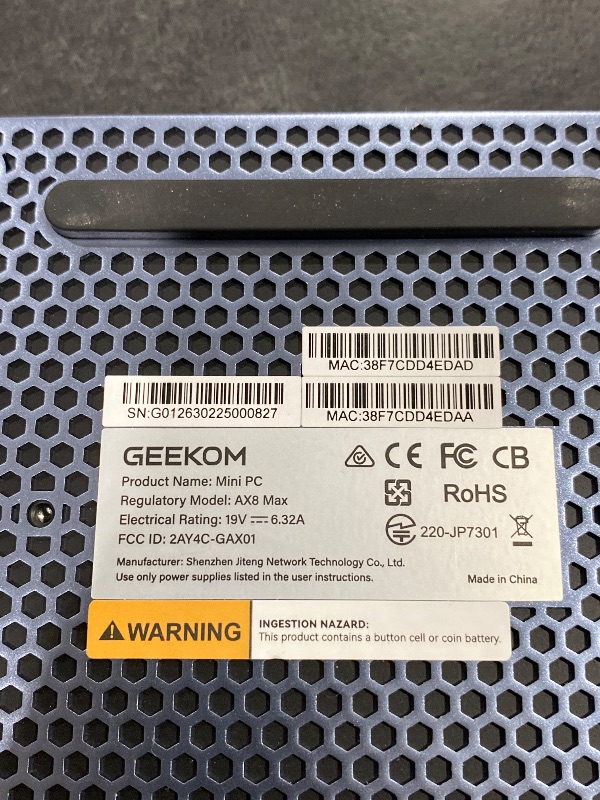 MAC:38F7CDD4EDAD
SN:G012630225000827
MAC:38F7CDD4EDAA
GEEKOM
CE FC CB
Product Name: Mini PC
Regulatory Model: AX8 Max
RoHS
Electrical Rating: 19V ⎓ 6.32A
220-JP7301
FCC ID: 2AY4C-GAX01
Manufacturer: Shenzhen Jiteng Network Technology Co., Ltd.
Use only power supplies listed in the user instructions.
Made in China
WARNING
INGESTION NAZARD:
This product contains a button cell or coin battery.